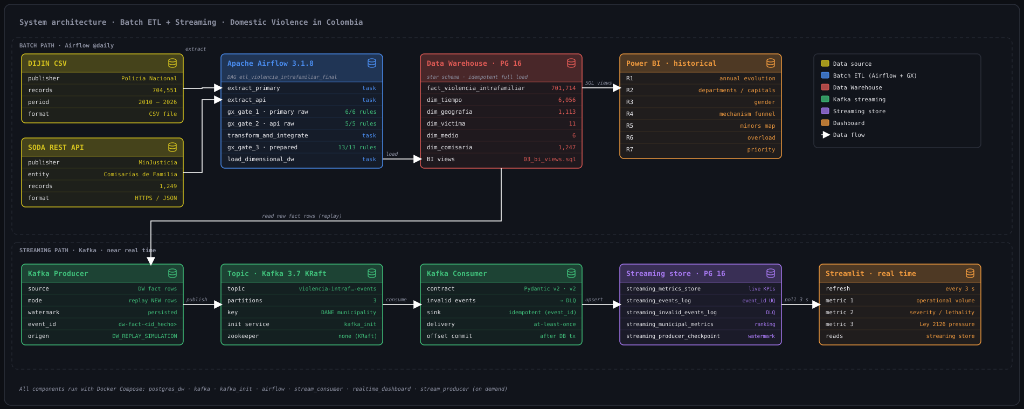 System architecture · Batch ETL + Streaming · Domestic Violence in Colombia
BATCH PATH · Airflow @daily
extract
DIJIN CSV
publisher Policia Nacional
records 704,551
period 2010 — 2026
format CSV file
SODA REST API
publisher MinJusticia
entity Comisarias de Familia
records 1,249
format HTTPS / JSON
Apache Airflow 3.1.8
DAG etl_violencia_intrafamiliar_final
extract_primary task
extract_api task
gx_gate_1 · primary raw 6/6 rules
gx_gate_2 · api raw 5/5 rules
transform_and_integrate task
gx_gate_3 · prepared 13/13 rules
load_dimensional_dw task
load
Data Warehouse · PG 16
star schema · idempotent full load
fact_violencia_intrafamiliar 701,714
dim_tiempo 6,056
dim_geografia 1,113
dim_victima 11
dim_medio 6
dim_comisaria 1,247
BI views 03_bi_views.sql
SQL views
Power BI · historical
R1 annual evolution
R2 departments / capitals
R3 gender
R4 mechanism funnel
R5 minors map
R6 overload
R7 priority
Data source
Batch ETL (Airflow + GX)
Data Warehouse
Kafka streaming
Streaming store
Dashboard
Data flow
read new fact rows (replay)
STREAMING PATH · Kafka · near real time
Kafka Producer
source DW fact rows
mode replay NEW rows
watermark persisted
event_id
origen DW_REPLAY_SIMULATION
publish
Topic · Kafka 3.7 KRaft
topic violencia-intraf.-events
partitions 3
key DANE municipality
init service kafka_init
zookeeper none (KRaft)
consume
Kafka Consumer
contract Pydantic v2 · v2
invalid events → DLQ
sink idempotent (event_id)
delivery at-least-once
offset commit after DB tx
upsert
Streaming store · PG 16
streaming_metrics_store live KPIs
streaming_events_log
streaming_invalid_events_log DLQ
streaming_municipal_metrics ranking
streaming_producer_checkpoint watermark
poll 3 s
Streamlit · real time
refresh every 3 s
metric 1 operational volume
metric 2 severity / lethality
metric 3 Ley 2126 pressure
reads streaming store
All components run with Docker Compose: postgres_dw · kafka · kafka_init · airflow · stream_consumer · realtime_dashboard · stream_producer (on demand)